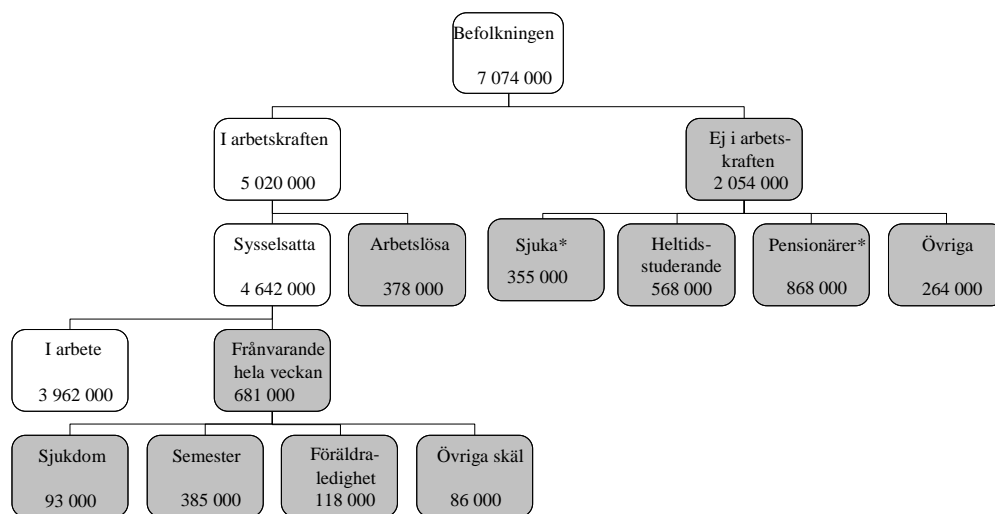 Befolkningen
7 074 000
I arbetskraften
5 020 000
Ej i arbets-
kraften
2 054 000
Sysselsatta
4 642 000
Arbetslösa
378 000
Sjuka*
355 000
Heltids-
studerande
568 000
Pensionärer*
868 000
Övriga
264 000
I arbete
3 962 000
Frånvarande
hela veckan
681 000
Sjukdom
93 000
Semester
385 000
Föräldra-
ledighet
118 000
Övriga skäl
86 000